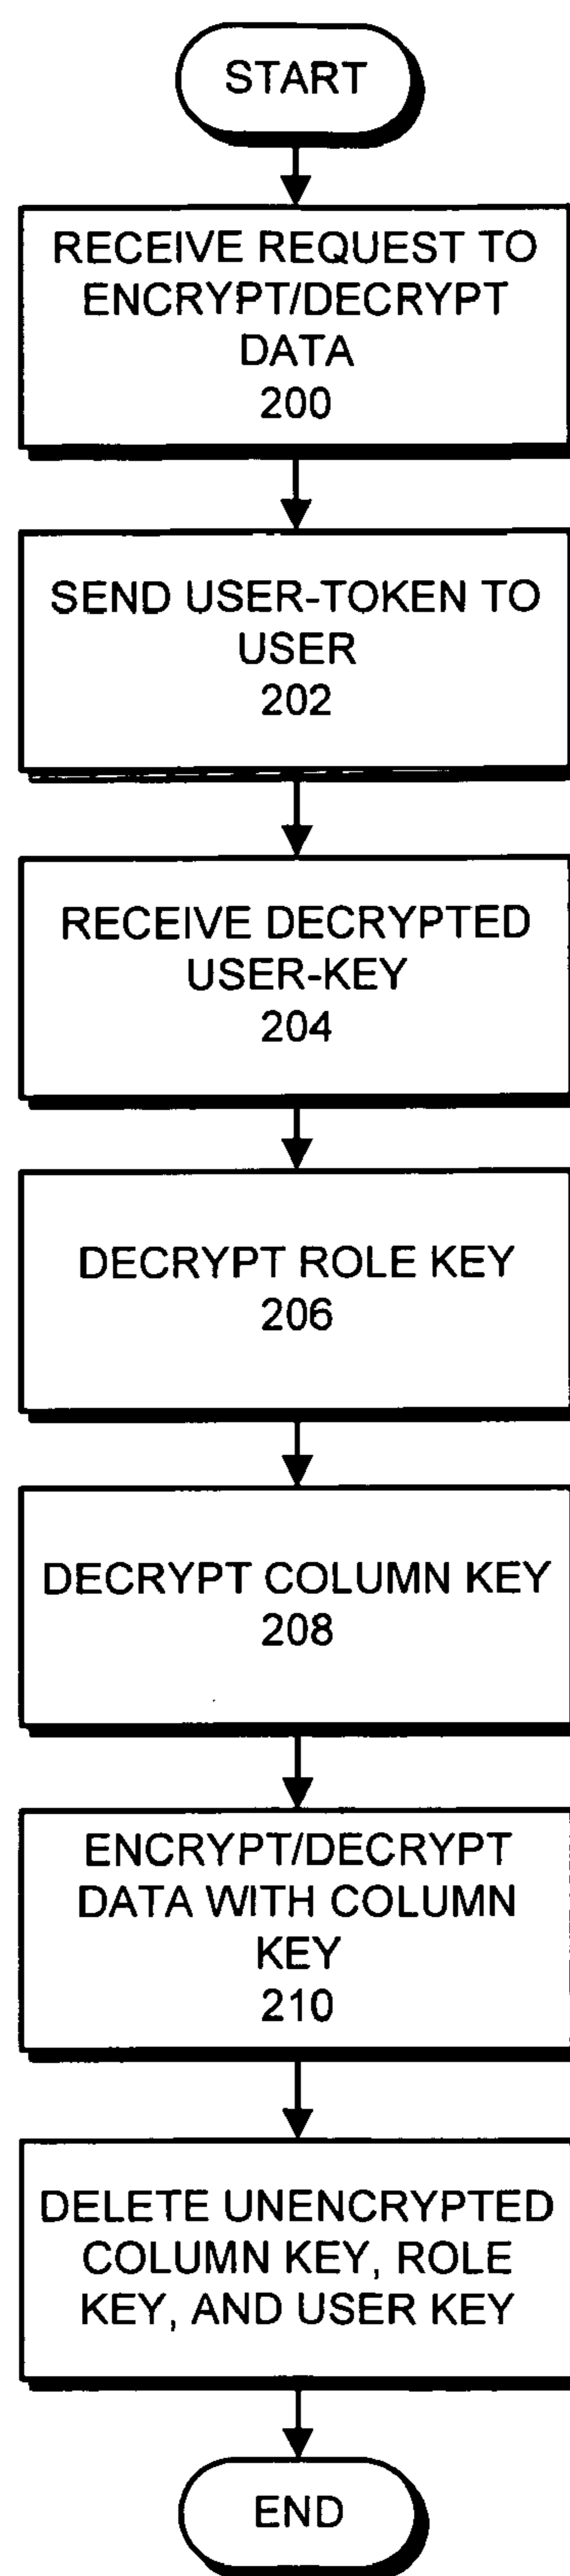 START
RECEIVE REQUEST TO
ENCRYPT/DECRYPT
DATA
200
SEND USER-TOKEN TO
USER
202
RECEIVE DECRYPTED
USER-KEY
204
DECRYPT ROLE KEY
206
DECRYPT COLUMN KEY
208
ENCRYPT/DECRYPT
DATA WITH COLUMN
KEY
210
DELETE UNENCRYPTED
COLUMN KEY, ROLE
KEY, AND USER KEY
END